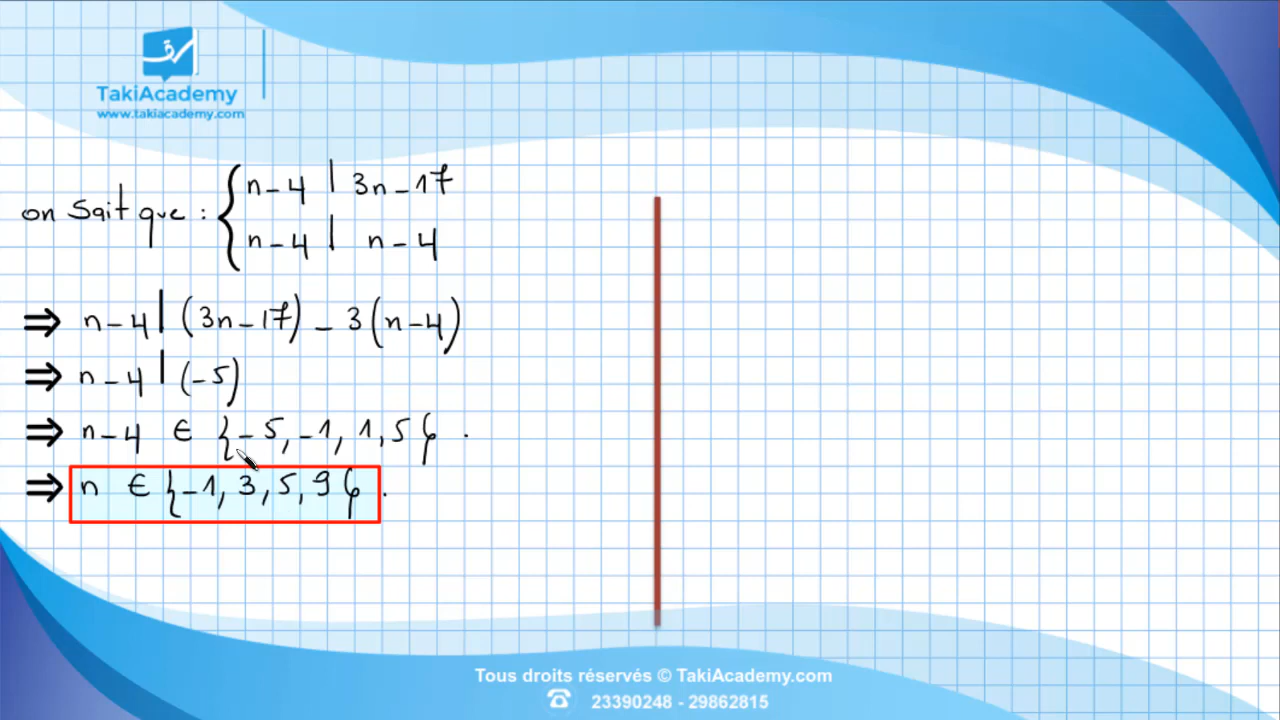 TakiAcademy
www.takiacademy.com
on Sait que : { n-4 | 3n-17
n-4 | n-4
⇒ n-4 | (3n-17) - 3(n-4)
⇒ n-4 | (-5)
⇒ n-4 ∈ {-5, -1, 1, 5} .
⇒ n ∈ {-1, 3, 5, 9} .
Tous droits réservés © TakiAcademy.com
☎ 23390248 - 29862815